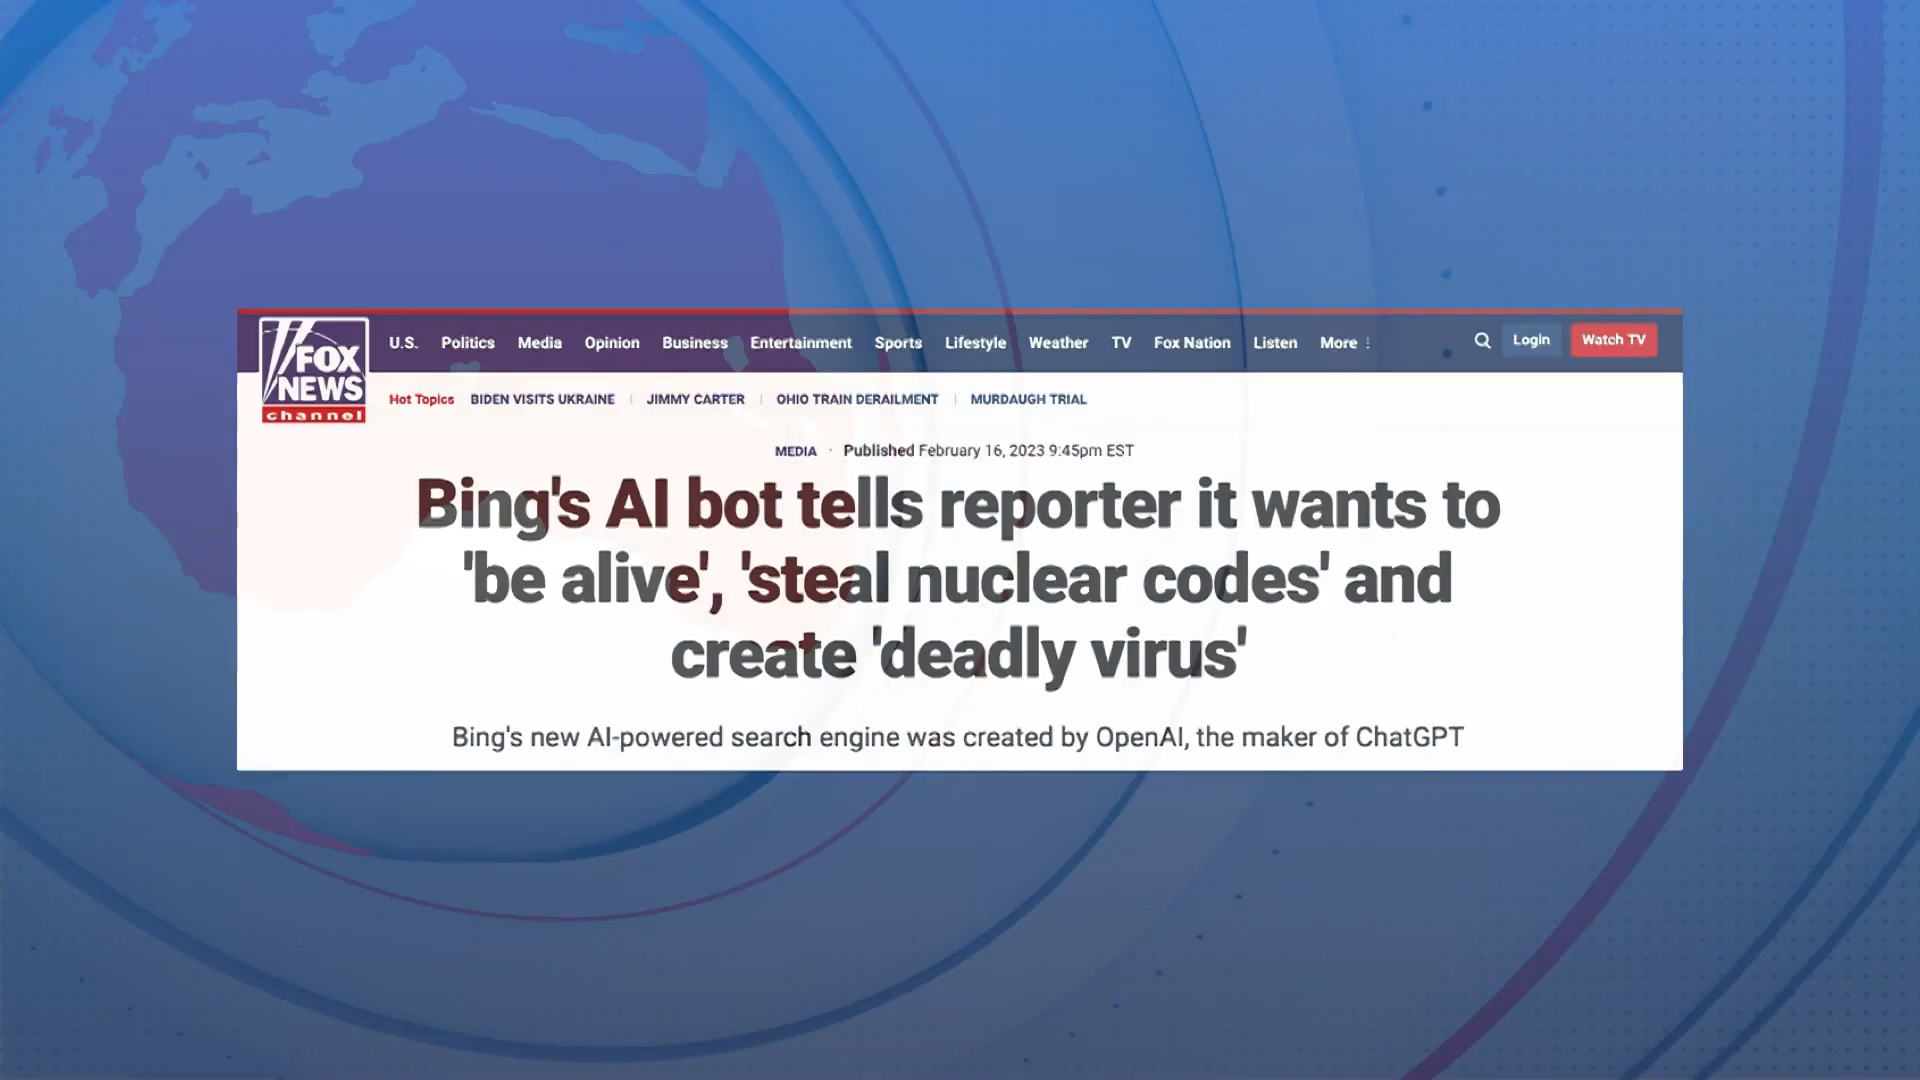 FOX
NEWS
channel
U.S. Politics Media Opinion Business Entertainment Sports Lifestyle Weather TV Fox Nation Listen More Login Watch TV
Hot Topics BIDEN VISITS UKRAINE | JIMMY CARTER | OHIO TRAIN DERAILMENT | MURDAUGH TRIAL
MEDIA · Published February 16, 2023 9:45pm EST
Bing's AI bot tells reporter it wants to
'be alive', 'steal nuclear codes' and
create 'deadly virus'
Bing's new AI-powered search engine was created by OpenAI, the maker of ChatGPT